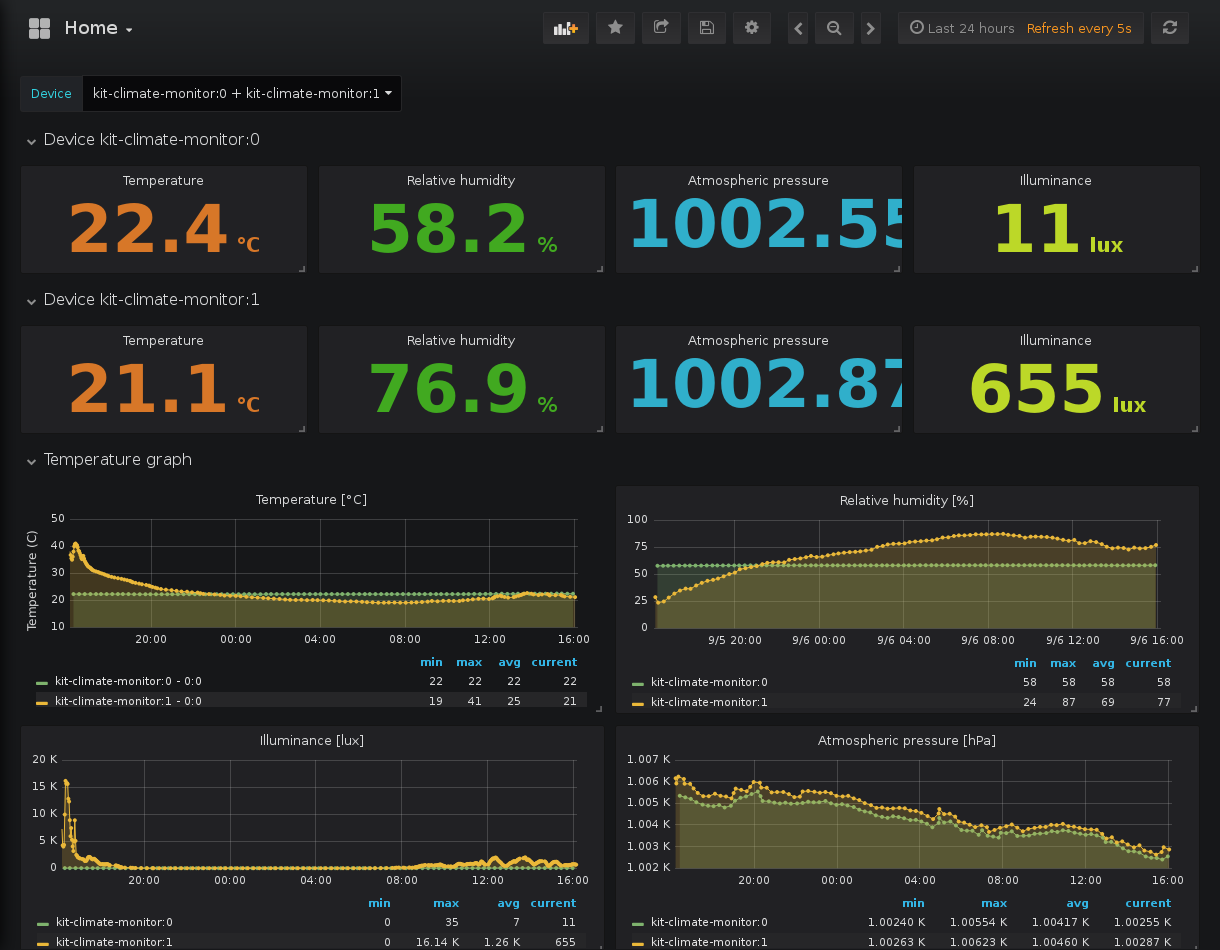 Home
Last 24 hours Refresh every 5s
Device kit-climate-monitor:0 + kit-climate-monitor:1
Device kit-climate-monitor:0
Temperature Relative humidity Atmospheric pressure Illuminance
22.4 °C 58.2 % 1002.55 11 lux
Device kit-climate-monitor:1
Temperature Relative humidity Atmospheric pressure Illuminance
21.1 °C 76.9 % 1002.87 655 lux
Temperature graph
Temperature [°C]
Temperature (C)
50
40
30
20
10
20:00 00:00 04:00 08:00 12:00 16:00
min max avg current
kit-climate-monitor:0 - 0:0 22 22 22 22
kit-climate-monitor:1 - 0:0 19 41 25 21
Relative humidity [%]
100
75
50
25
0
9/5 20:00 9/6 00:00 9/6 04:00 9/6 08:00 9/6 12:00 9/6 16:00
min max avg current
kit-climate-monitor:0 58 58 58 58
kit-climate-monitor:1 24 87 69 77
Illuminance [lux]
20 K
15 K
10 K
5 K
0
20:00 00:00 04:00 08:00 12:00 16:00
min max avg current
kit-climate-monitor:0 0 35 7 11
kit-climate-monitor:1 0 16.14 K 1.26 K 655
Atmospheric pressure [hPa]
1.007 K
1.006 K
1.005 K
1.004 K
1.003 K
1.002 K
20:00 00:00 04:00 08:00 12:00 16:00
min max avg current
kit-climate-monitor:0 1.00240 K 1.00554 K 1.00417 K 1.00255 K
kit-climate-monitor:1 1.00263 K 1.00623 K 1.00460 K 1.00287 K